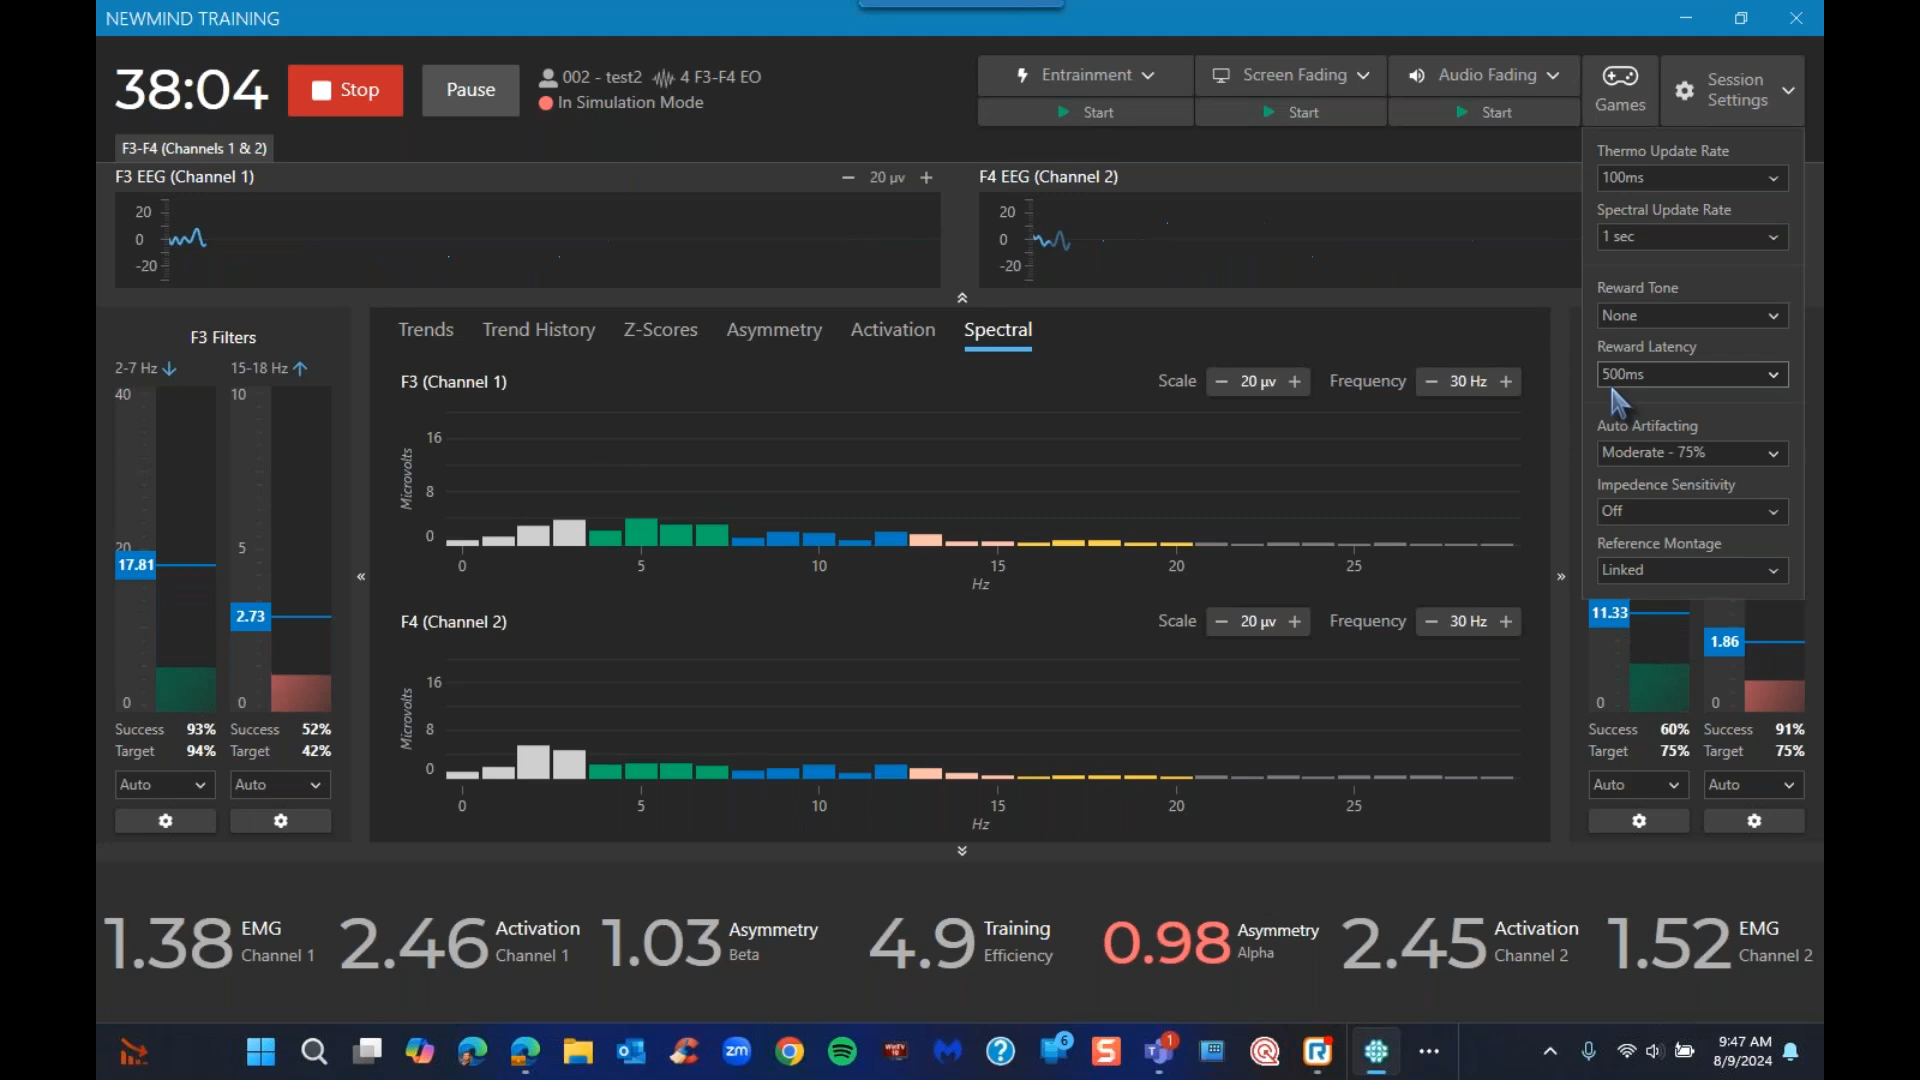 NEWMIND TRAINING
38:04
Stop
Pause
002 - test2
4 F3-F4 EO
In Simulation Mode
Entrainment
Start
Screen Fading
Start
Audio Fading
Start
Games
Session
Settings
F3-F4 (Channels 1 & 2)
F3 EEG (Channel 1)
20 μv
20
0
-20
F4 EEG (Channel 2)
20
0
-20
Thermo Update Rate
100ms
Spectral Update Rate
1 sec
Reward Tone
None
Reward Latency
500ms
Auto Artifacting
Moderate - 75%
Impedence Sensitivity
Off
Reference Montage
Linked
F3 Filters
2-7 Hz
40
20
17.81
0
Success 93%
Target 94%
Auto
15-18 Hz
10
5
2.73
0
Success 52%
Target 42%
Auto
Trends
Trend History
Z-Scores
Asymmetry
Activation
Spectral
F3 (Channel 1)
Scale
20 μv
Frequency
30 Hz
Microvolts
16
8
0
0
5
10
15
20
25
Hz
F4 (Channel 2)
Scale
20 μv
Frequency
30 Hz
Microvolts
16
8
0
0
5
10
15
20
25
Hz
11.33
0
Success 60%
Target 75%
Auto
1.86
0
Success 91%
Target 75%
Auto
1.38
EMG
Channel 1
2.46
Activation
Channel 1
1.03
Asymmetry
Beta
4.9
Training
Efficiency
0.98
Asymmetry
Alpha
2.45
Activation
Channel 2
1.52
EMG
Channel 2
zm
6
S
1
R
9:47 AM
8/9/2024